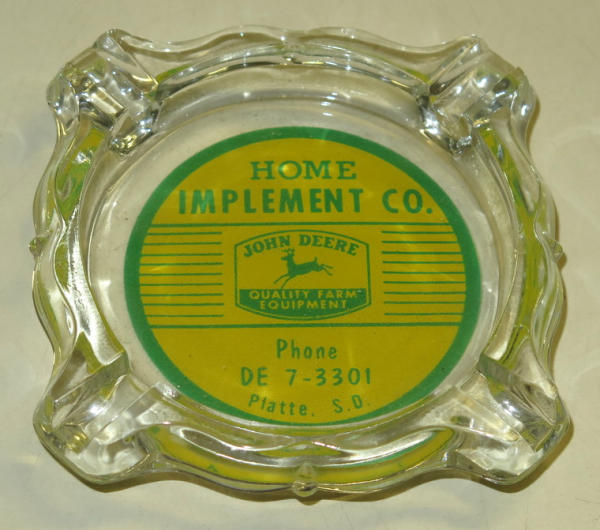 HOME
IMPLEMENT CO.
JOHN DEERE
QUALITY FARM
EQUIPMENT
Phone
DE 7-3301
Platte, S.D.